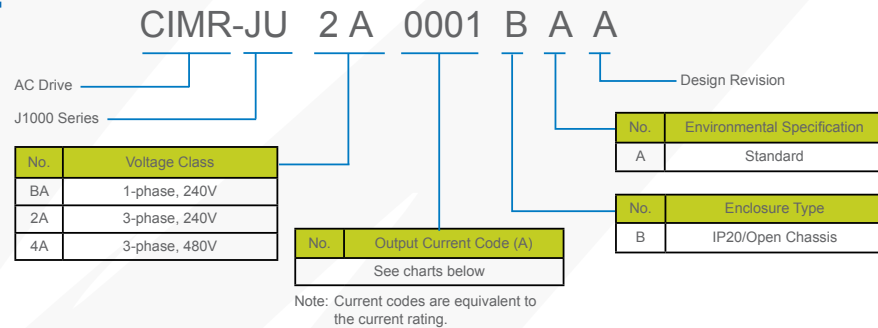 CIMR-JU 2 A 0001 B A A
AC Drive
Design Revision
J1000 Series
No. Environmental Specification
A Standard
No. Voltage Class
BA 1-phase, 240V
2A 3-phase, 240V
4A 3-phase, 480V
No. Enclosure Type
B IP20/Open Chassis
No. Output Current Code (A)
See charts below
Note: Current codes are equivalent to
the current rating.